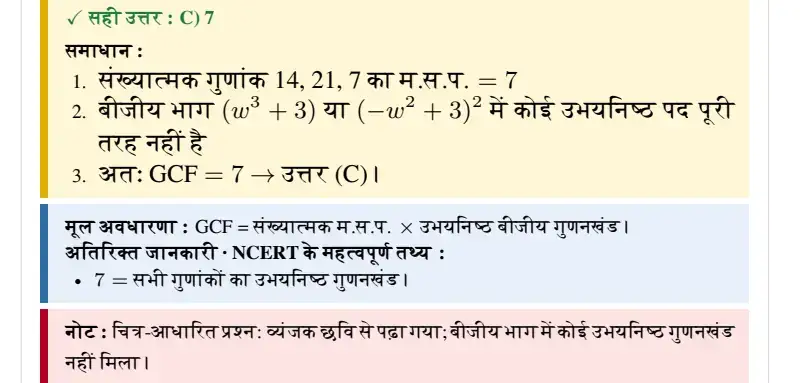 ✓ सही उत्तर : C) 7
समाधान :
1. संख्यात्मक गुणांक 14, 21, 7 का म.स.प. = 7
2. बीजीय भाग (w³ + 3) या (−w² + 3)² में कोई उभयनिष्ठ पद पूरी
तरह नहीं है
3. अतः GCF = 7 → उत्तर (C)।
मूल अवधारणा : GCF = संख्यात्मक म.स.प. × उभयनिष्ठ बीजीय गुणनखंड।
अतिरिक्त जानकारी · NCERT के महत्वपूर्ण तथ्य :
• 7 = सभी गुणांकों का उभयनिष्ठ गुणनखंड।
नोट : चित्र-आधारित प्रश्न: व्यंजक छवि से पढ़ा गया; बीजीय भाग में कोई उभयनिष्ठ गुणनखंड
नहीं मिला।